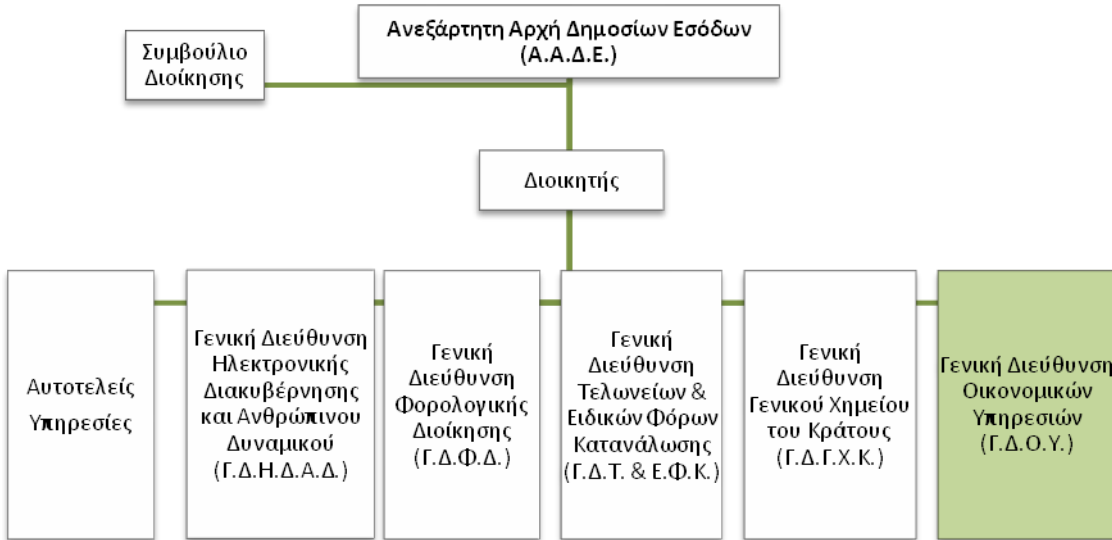 Ανεξάρτητη Αρχή Δημοσίων Εσόδων
(Α.Α.Δ.Ε.)
Συμβούλιο
Διοίκησης
Διοικητής
Αυτοτελείς
Υπηρεσίες
Γενική Διεύθυνση
Ηλεκτρονικής
Διακυβέρνησης
και Ανθρώπινου
Δυναμικού
(Γ.Δ.Η.Δ.Α.Δ.)
Γενική
Διεύθυνση
Φορολογικής
Διοίκησης
(Γ.Δ.Φ.Δ.)
Γενική
Διεύθυνση
Τελωνείων &
Ειδικών Φόρων
Κατανάλωσης
(Γ.Δ.Τ. & Ε.Φ.Κ.)
Γενική
Διεύθυνση
Γενικού Χημείου
του Κράτους
(Γ.Δ.Γ.Χ.Κ.)
Γενική Διεύθυνση
Οικονομικών
Υπηρεσιών
(Γ.Δ.Ο.Υ.)